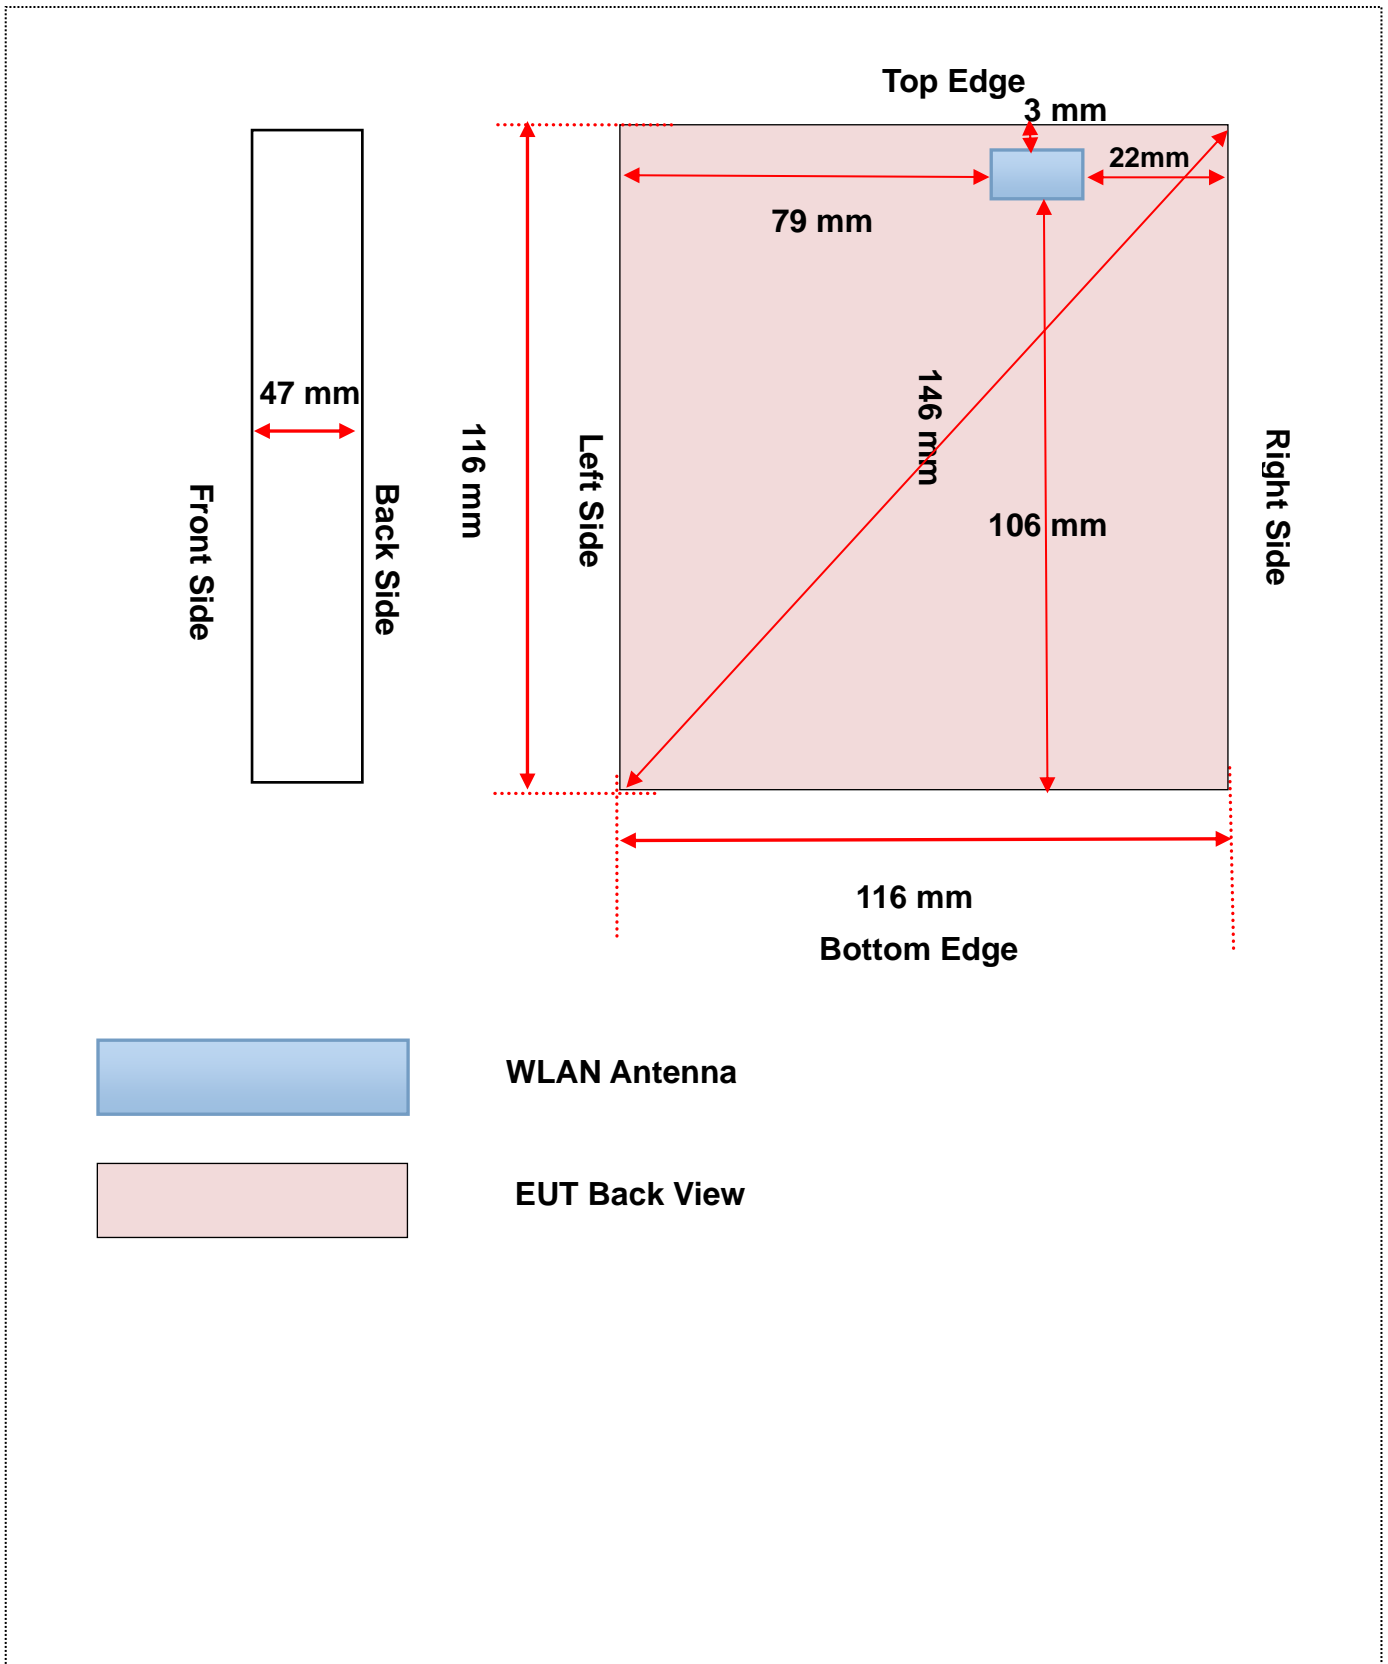 Top Edge
3 mm
22mm
79 mm
47 mm
146 mm
116 mm
Left Side
Right Side
Front Side
Back Side
106 mm
116 mm
Bottom Edge
WLAN Antenna
EUT Back View